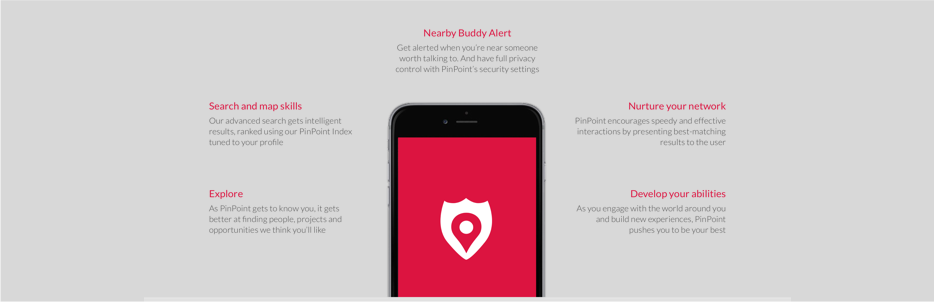 Nearby Buddy Alert
Get alerted when you're near someone
worth talking to. And have full privacy
control with PinPoint's security settings
Search and map skills
Our advanced search gets intelligent
results, ranked using our PinPoint Index
tuned to your profile
Nurture your network
PinPoint encourages speedy and effective
interactions by presenting best-matching
results to the user
Explore
As PinPoint gets to know you, it gets
better at finding people, projects and
opportunities we think you'll like
Develop your abilities
As you engage with the world around you
and build new experiences, PinPoint
pushes you to be your best